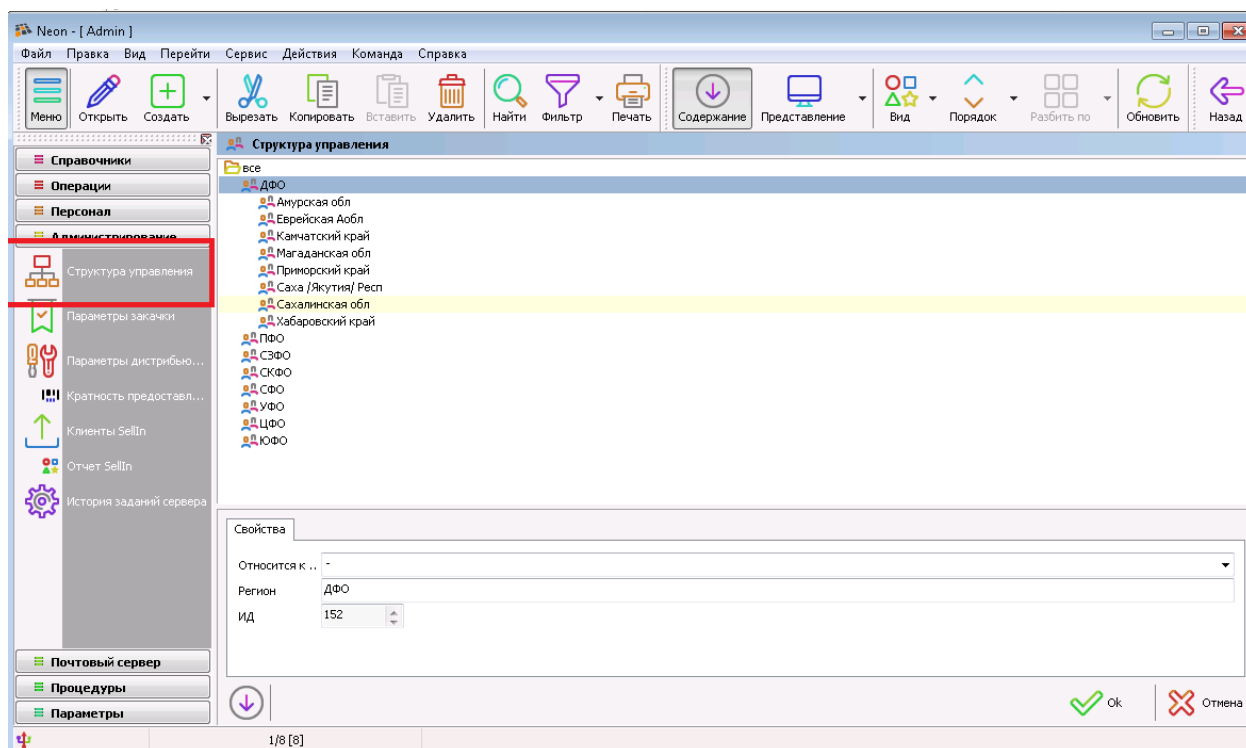 Neon - [ Admin ]
Файл Правка Вид Перейти Сервис Действия Команда Справка
Меню Открыть Создать Вырезать Копировать Вставить Удалить Найти Фильтр Печать Содержание Представление Вид Порядок Разбить по Обновить Назад
Структура управления
Справочники
Операции
Персонал
Администрирование
Структура управления
Параметры закачки
Параметры дистрибью...
Кратность предоставл...
Клиенты SellIn
Отчет SellIn
История заданий сервера
Почтовый сервер
Процедуры
Параметры
все
ДФО
Амурская обл
Еврейская Аобл
Камчатский край
Магаданская обл
Приморский край
Саха /Якутия/ Респ
Сахалинская обл
Хабаровский край
ПФО
СЗФО
СКФО
СФО
УФО
ЦФО
ЮФО
Свойства
Относится к .. -
Регион ДФО
ИД 152
Ok Отмена
1/8 [8]